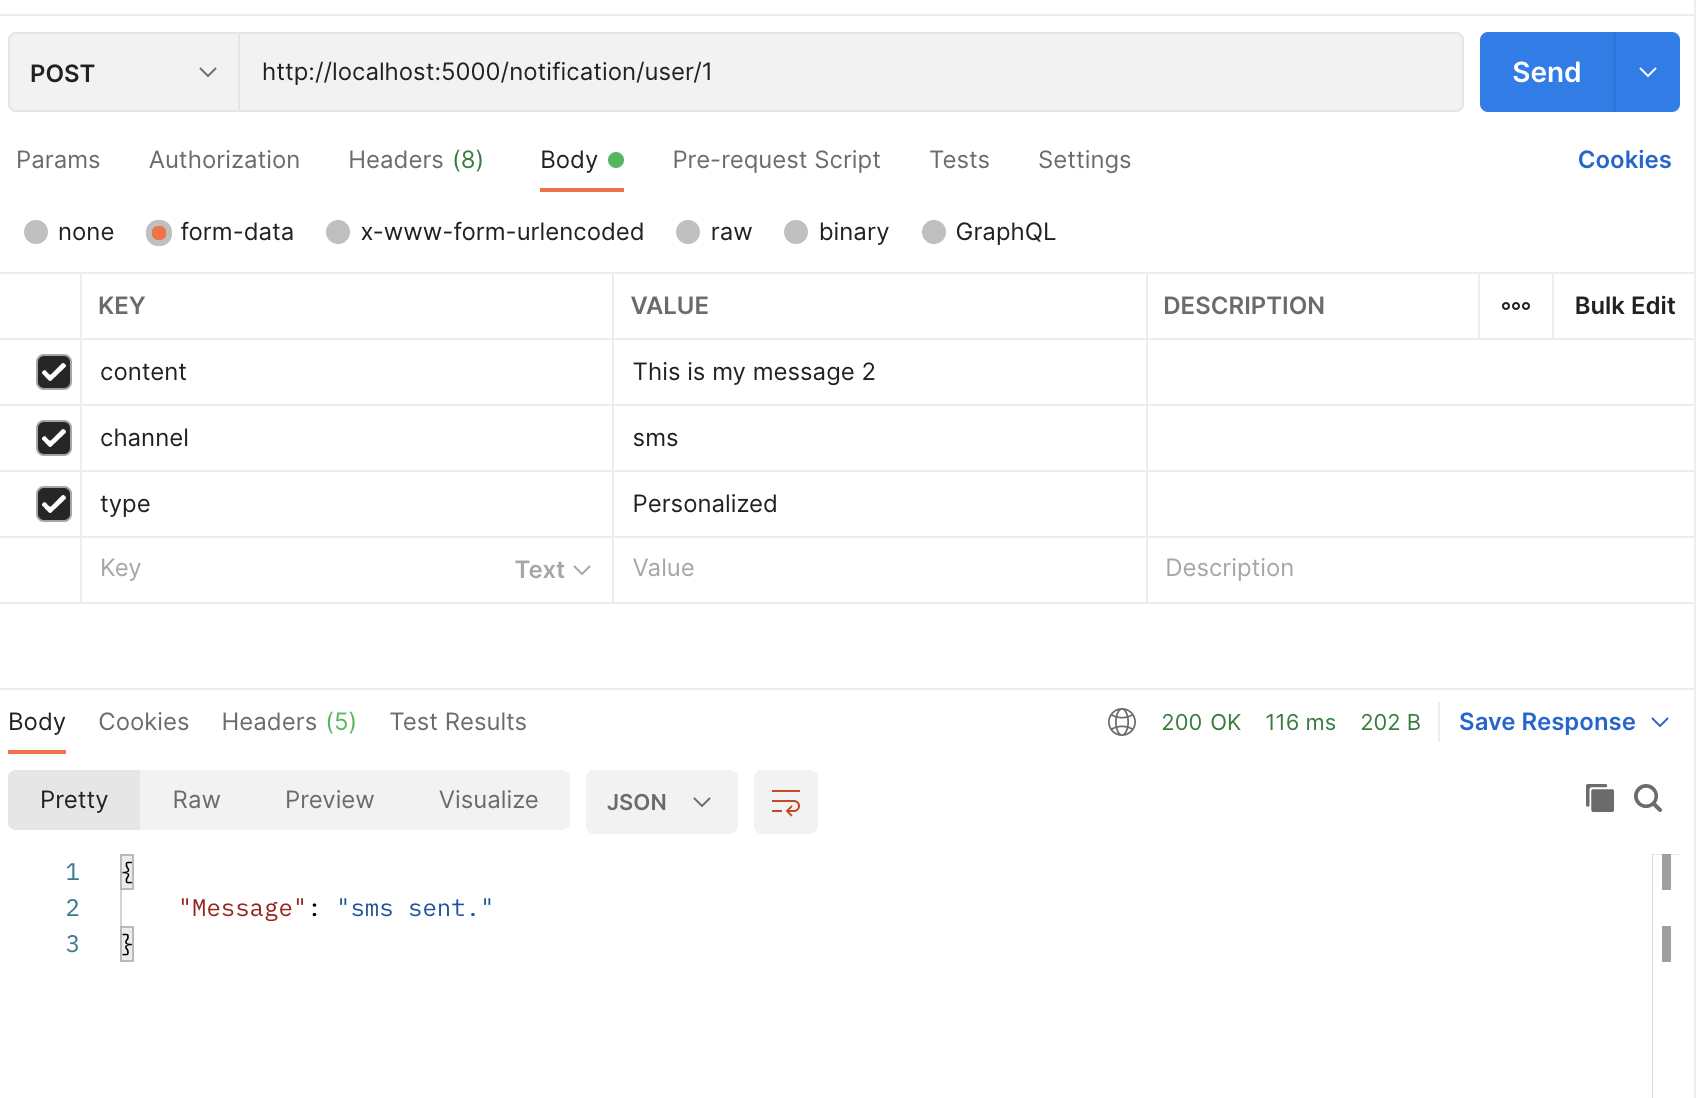 POST http://localhost:5000/notification/user/1 Send
Params Authorization Headers (8) Body Pre-request Script Tests Settings Cookies
none form-data x-www-form-urlencoded raw binary GraphQL
KEY VALUE DESCRIPTION ooo Bulk Edit
content This is my message 2
channel sms
type Personalized
Key Text Value Description
Body Cookies Headers (5) Test Results 200 OK 116 ms 202 B Save Response
Pretty Raw Preview Visualize JSON
1 {
2 "Message": "sms sent."
3 }